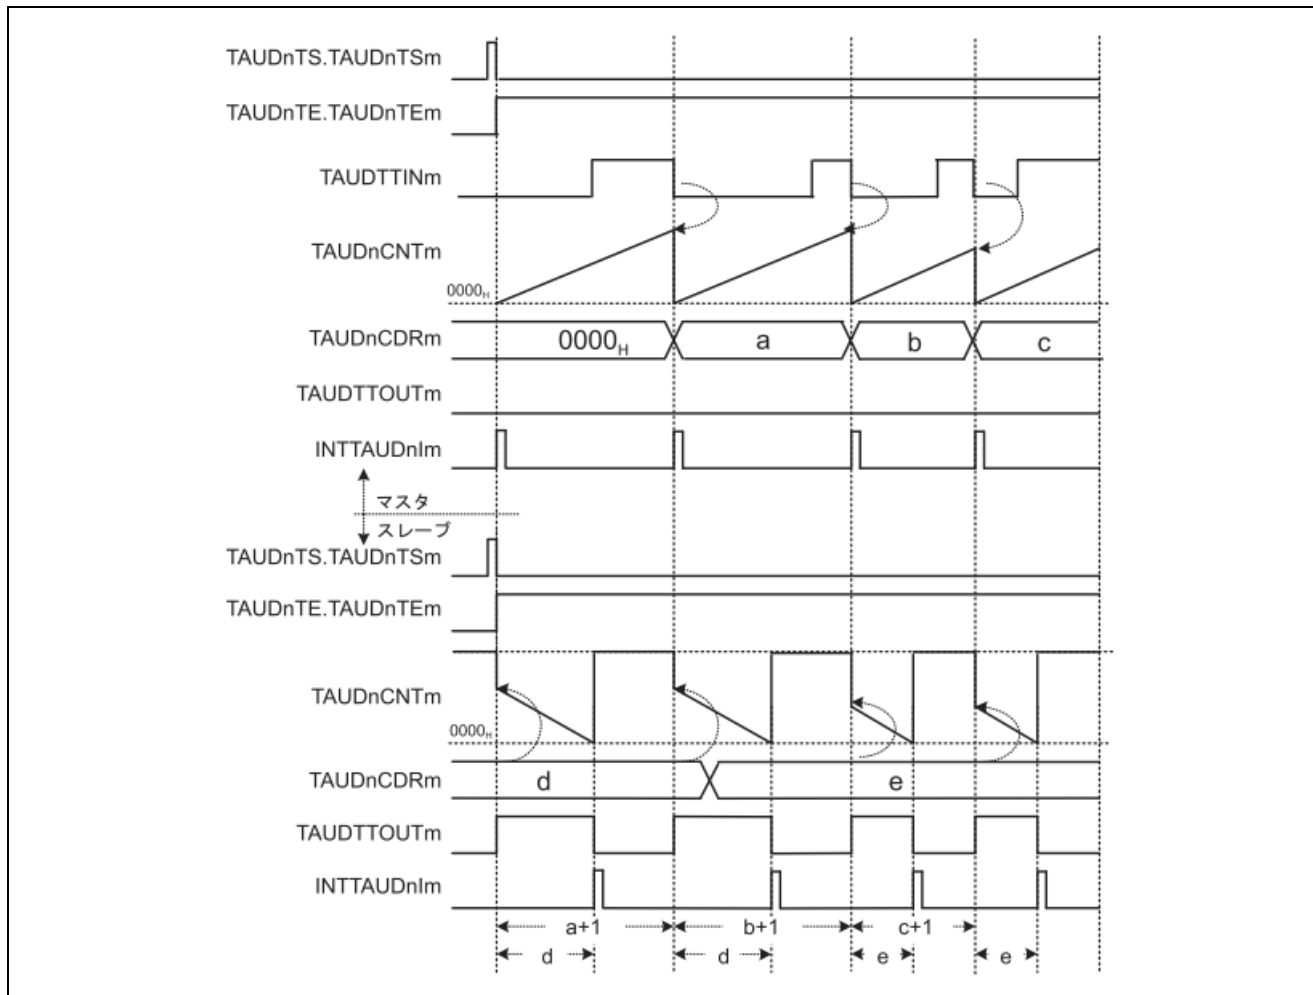 TAUDnTS.TAUDnTSm
TAUDnTE.TAUDnTEm
TAUDTTINm
TAUDnCNTm
0000H
TAUDnCDRm 0000H a b c
TAUDTTOUTm
INTTAUDnIm
マスタ
スレーブ
TAUDnTS.TAUDnTSm
TAUDnTE.TAUDnTEm
TAUDnCNTm
0000H
TAUDnCDRm d e
TAUDTTOUTm
INTTAUDnIm
a+1 b+1 c+1
d d e e